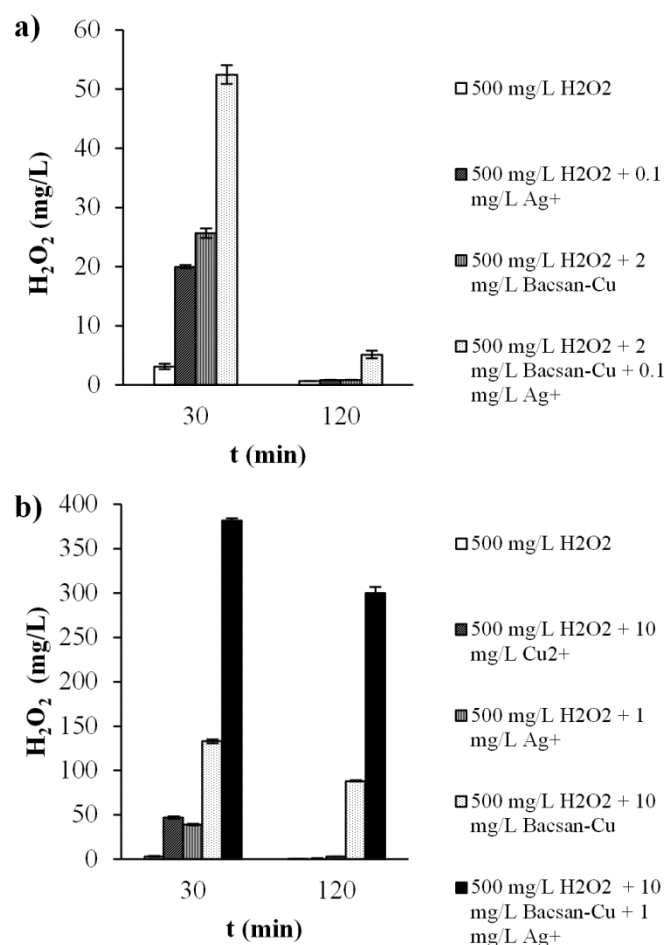 a)
60
50
40
30
20
10
0
H₂O₂ (mg/L)
30
120
t (min)
500 mg/L H2O2
500 mg/L H2O2 + 0.1
mg/L Ag+
500 mg/L H2O2 + 2
mg/L Bacsan-Cu
500 mg/L H2O2 + 2
mg/L Bacsan-Cu + 0.1
mg/L Ag+
b)
400
350
300
250
200
150
100
50
0
H₂O₂ (mg/L)
30
120
t (min)
500 mg/L H2O2
500 mg/L H2O2 + 10
mg/L Cu2+
500 mg/L H2O2 + 1
mg/L Ag+
500 mg/L H2O2 + 10
mg/L Bacsan-Cu
500 mg/L H2O2 + 10
mg/L Bacsan-Cu + 1
mg/L Ag+